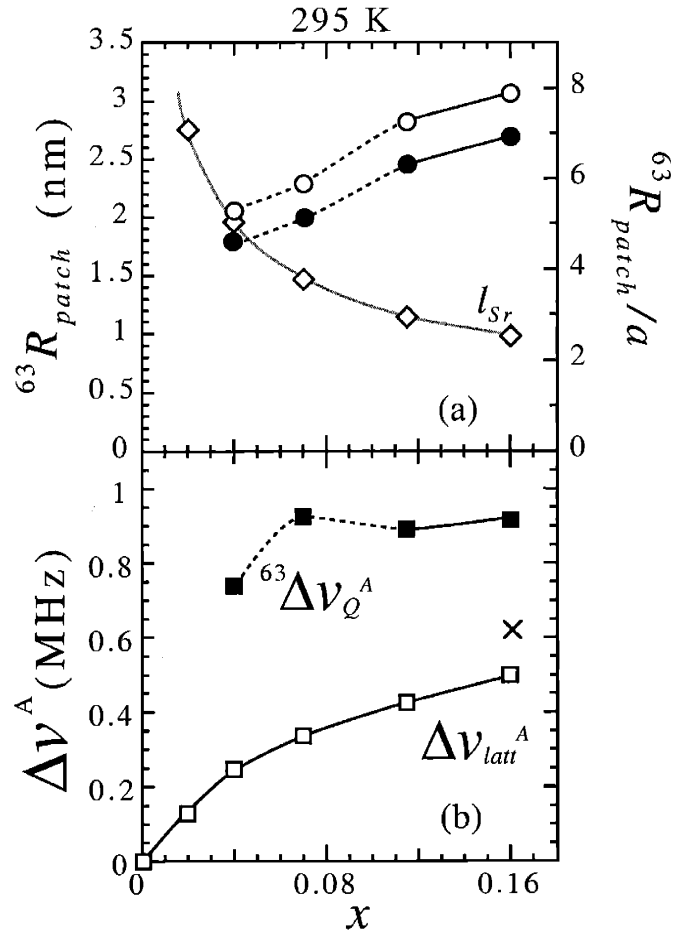 295 K
3.5
3
2.5
2
1.5
1
0.5
0
⁶³R_patch (nm)
8
6
4
2
0
⁶³R_patch/a
l_Sr
(a)
1
0.8
0.6
0.4
0.2
0
Δν^A (MHz)
⁶³Δν_Q^A
Δν_latt^A
(b)
0 0.08 0.16
x